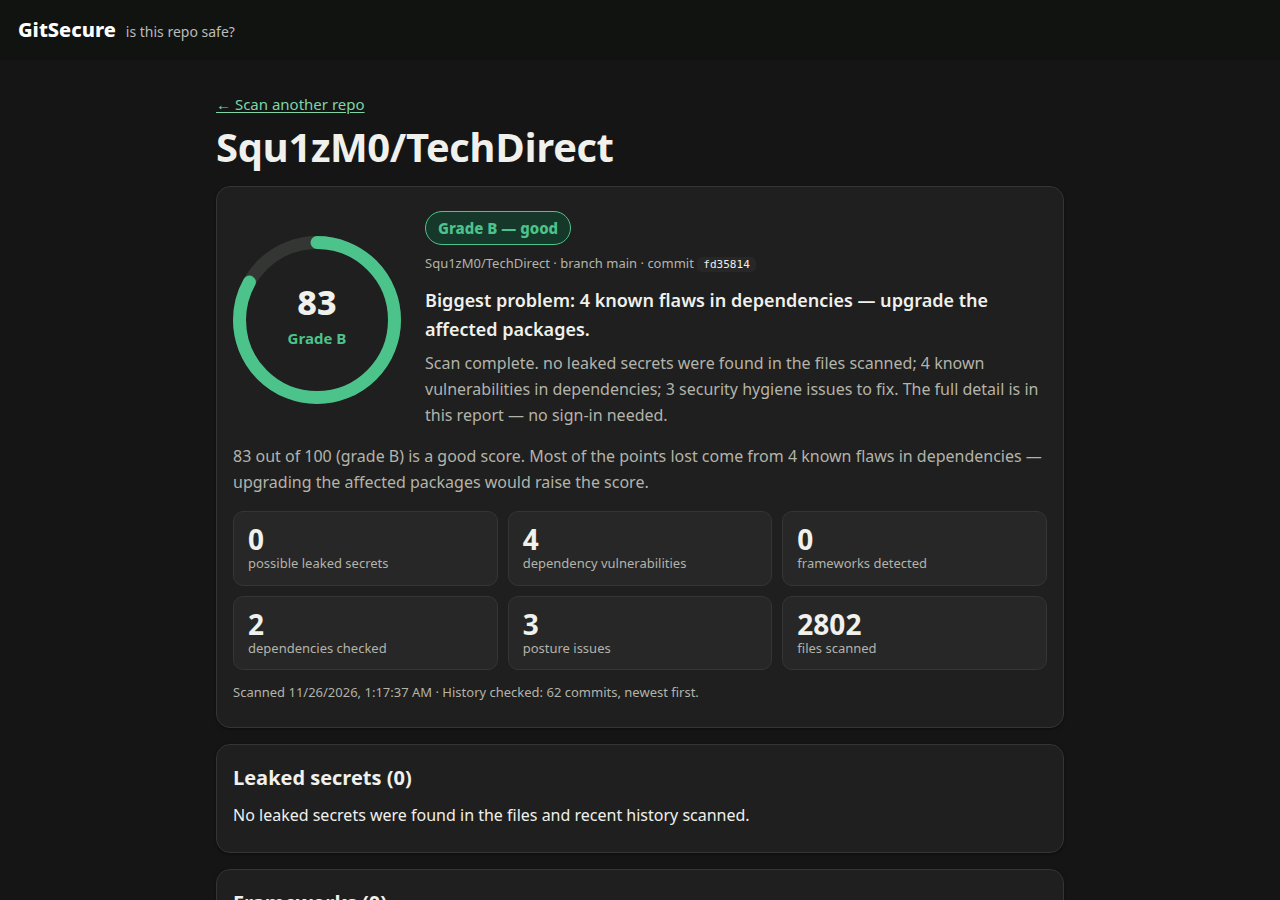 GitSecure is this repo safe?
← Scan another repo
Squ1zM0/TechDirect
83
Grade B
Grade B — good
Squ1zM0/TechDirect · branch main · commit fd35814
Biggest problem: 4 known flaws in dependencies — upgrade the
affected packages.
Scan complete. no leaked secrets were found in the files scanned; 4 known
vulnerabilities in dependencies; 3 security hygiene issues to fix. The full detail is in
this report — no sign-in needed.
83 out of 100 (grade B) is a good score. Most of the points lost come from 4 known flaws in dependencies —
upgrading the affected packages would raise the score.
0
possible leaked secrets
4
dependency vulnerabilities
0
frameworks detected
2
dependencies checked
3
posture issues
2802
files scanned
Scanned 11/26/2026, 1:17:37 AM · History checked: 62 commits, newest first.
Leaked secrets (0)
No leaked secrets were found in the files and recent history scanned.
Frameworks (0)